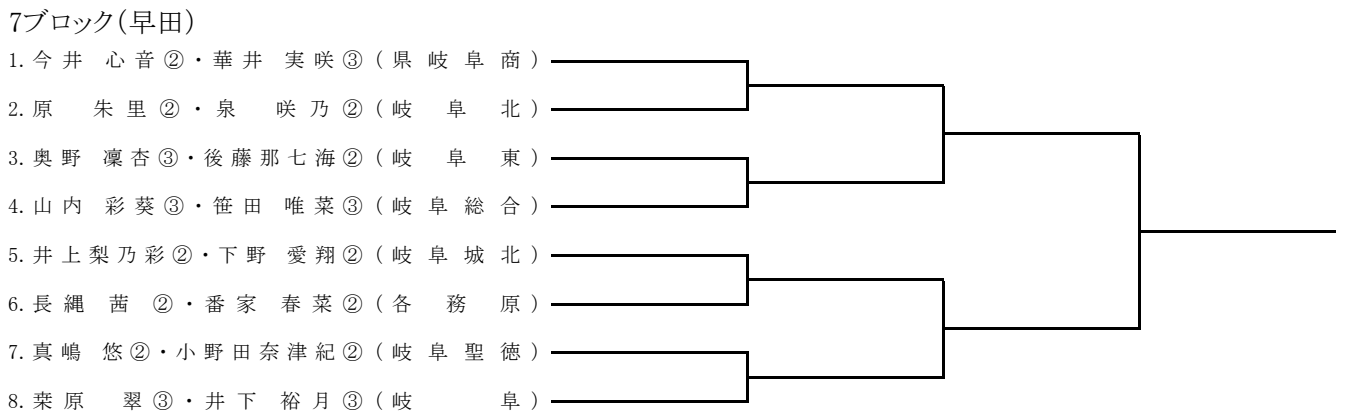 7ブロック(早田)
1.今井 心音②・華井 実咲③(県岐阜商)
2.原 朱里②・泉 咲乃②(岐阜北)
3.奥野 凜杏③・後藤那七海②(岐阜東)
4.山内 彩葵③・笹田 唯菜③(岐阜総合)
5.井上梨乃彩②・下野 愛翔②(岐阜城北)
6.長縄茜 ②・番家 春菜②(各務原)
7.真嶋 悠②・小野田奈津紀②(岐阜聖徳)
8.栞原 翠③・井下 裕月③(岐阜)